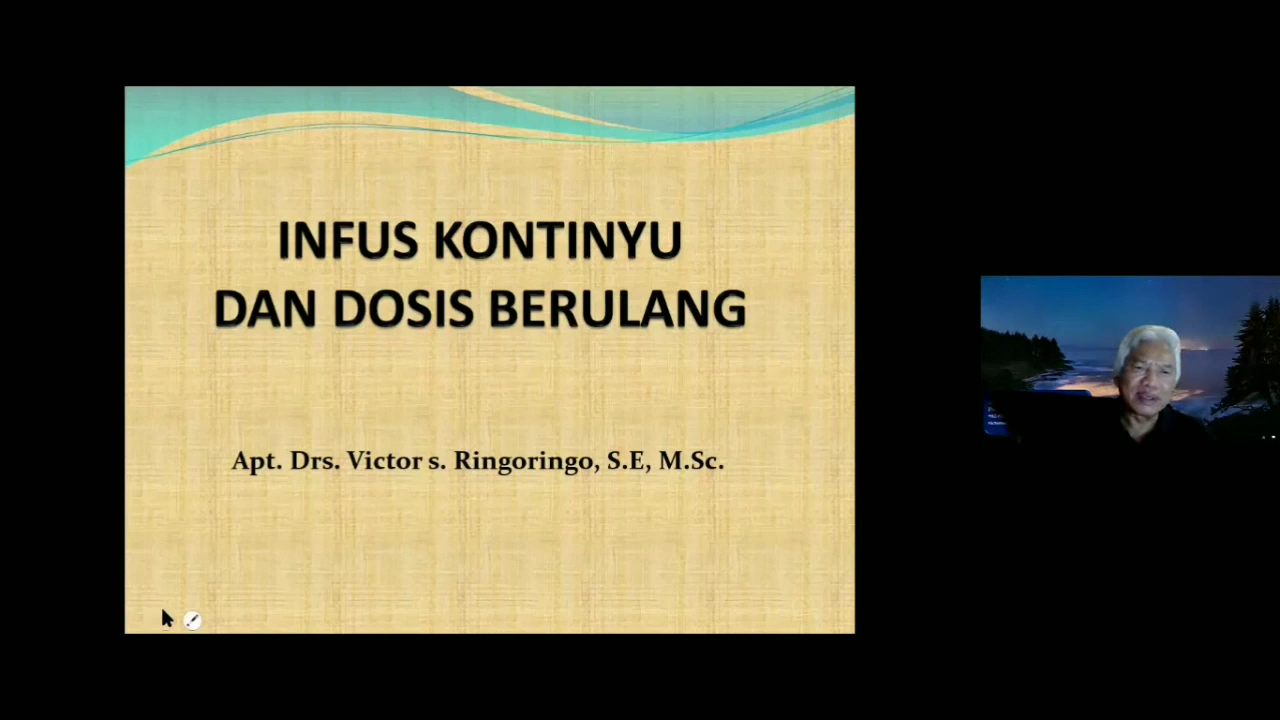 INFUS KONTINYU
DAN DOSIS BERULANG
Apt. Drs. Victor s. Ringoringo, S.E, M.Sc.